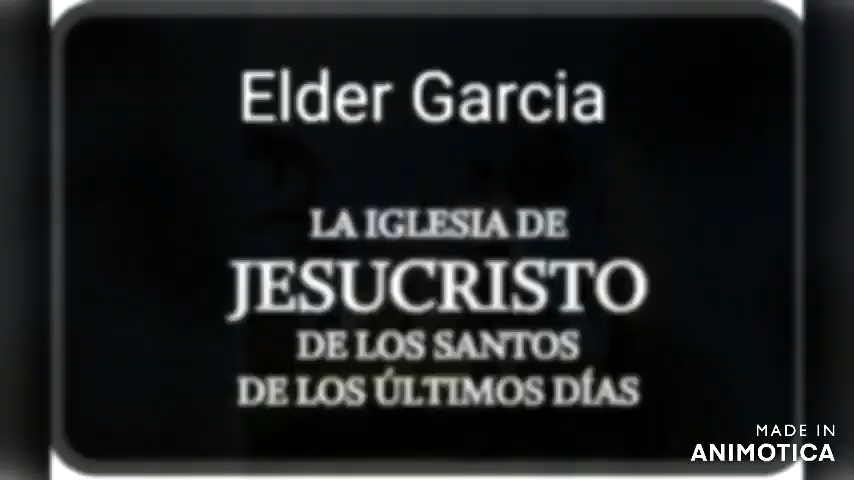 Elder Garcia
LA IGLESIA DE
JESUCRISTO
DE LOS SANTOS
DE LOS ÚLTIMOS DÍAS
MADE IN
ANIMOTICA